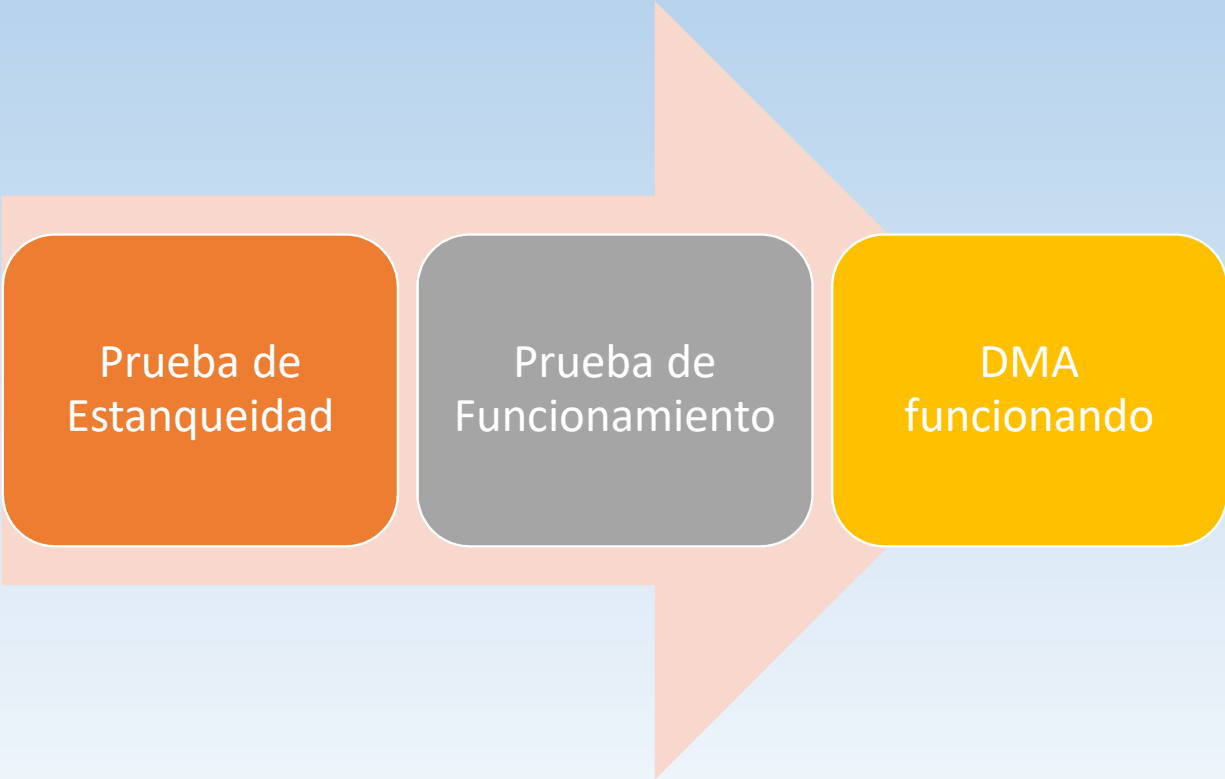 Prueba de
Estanqueidad
Prueba de
Funcionamiento
DMA
funcionando